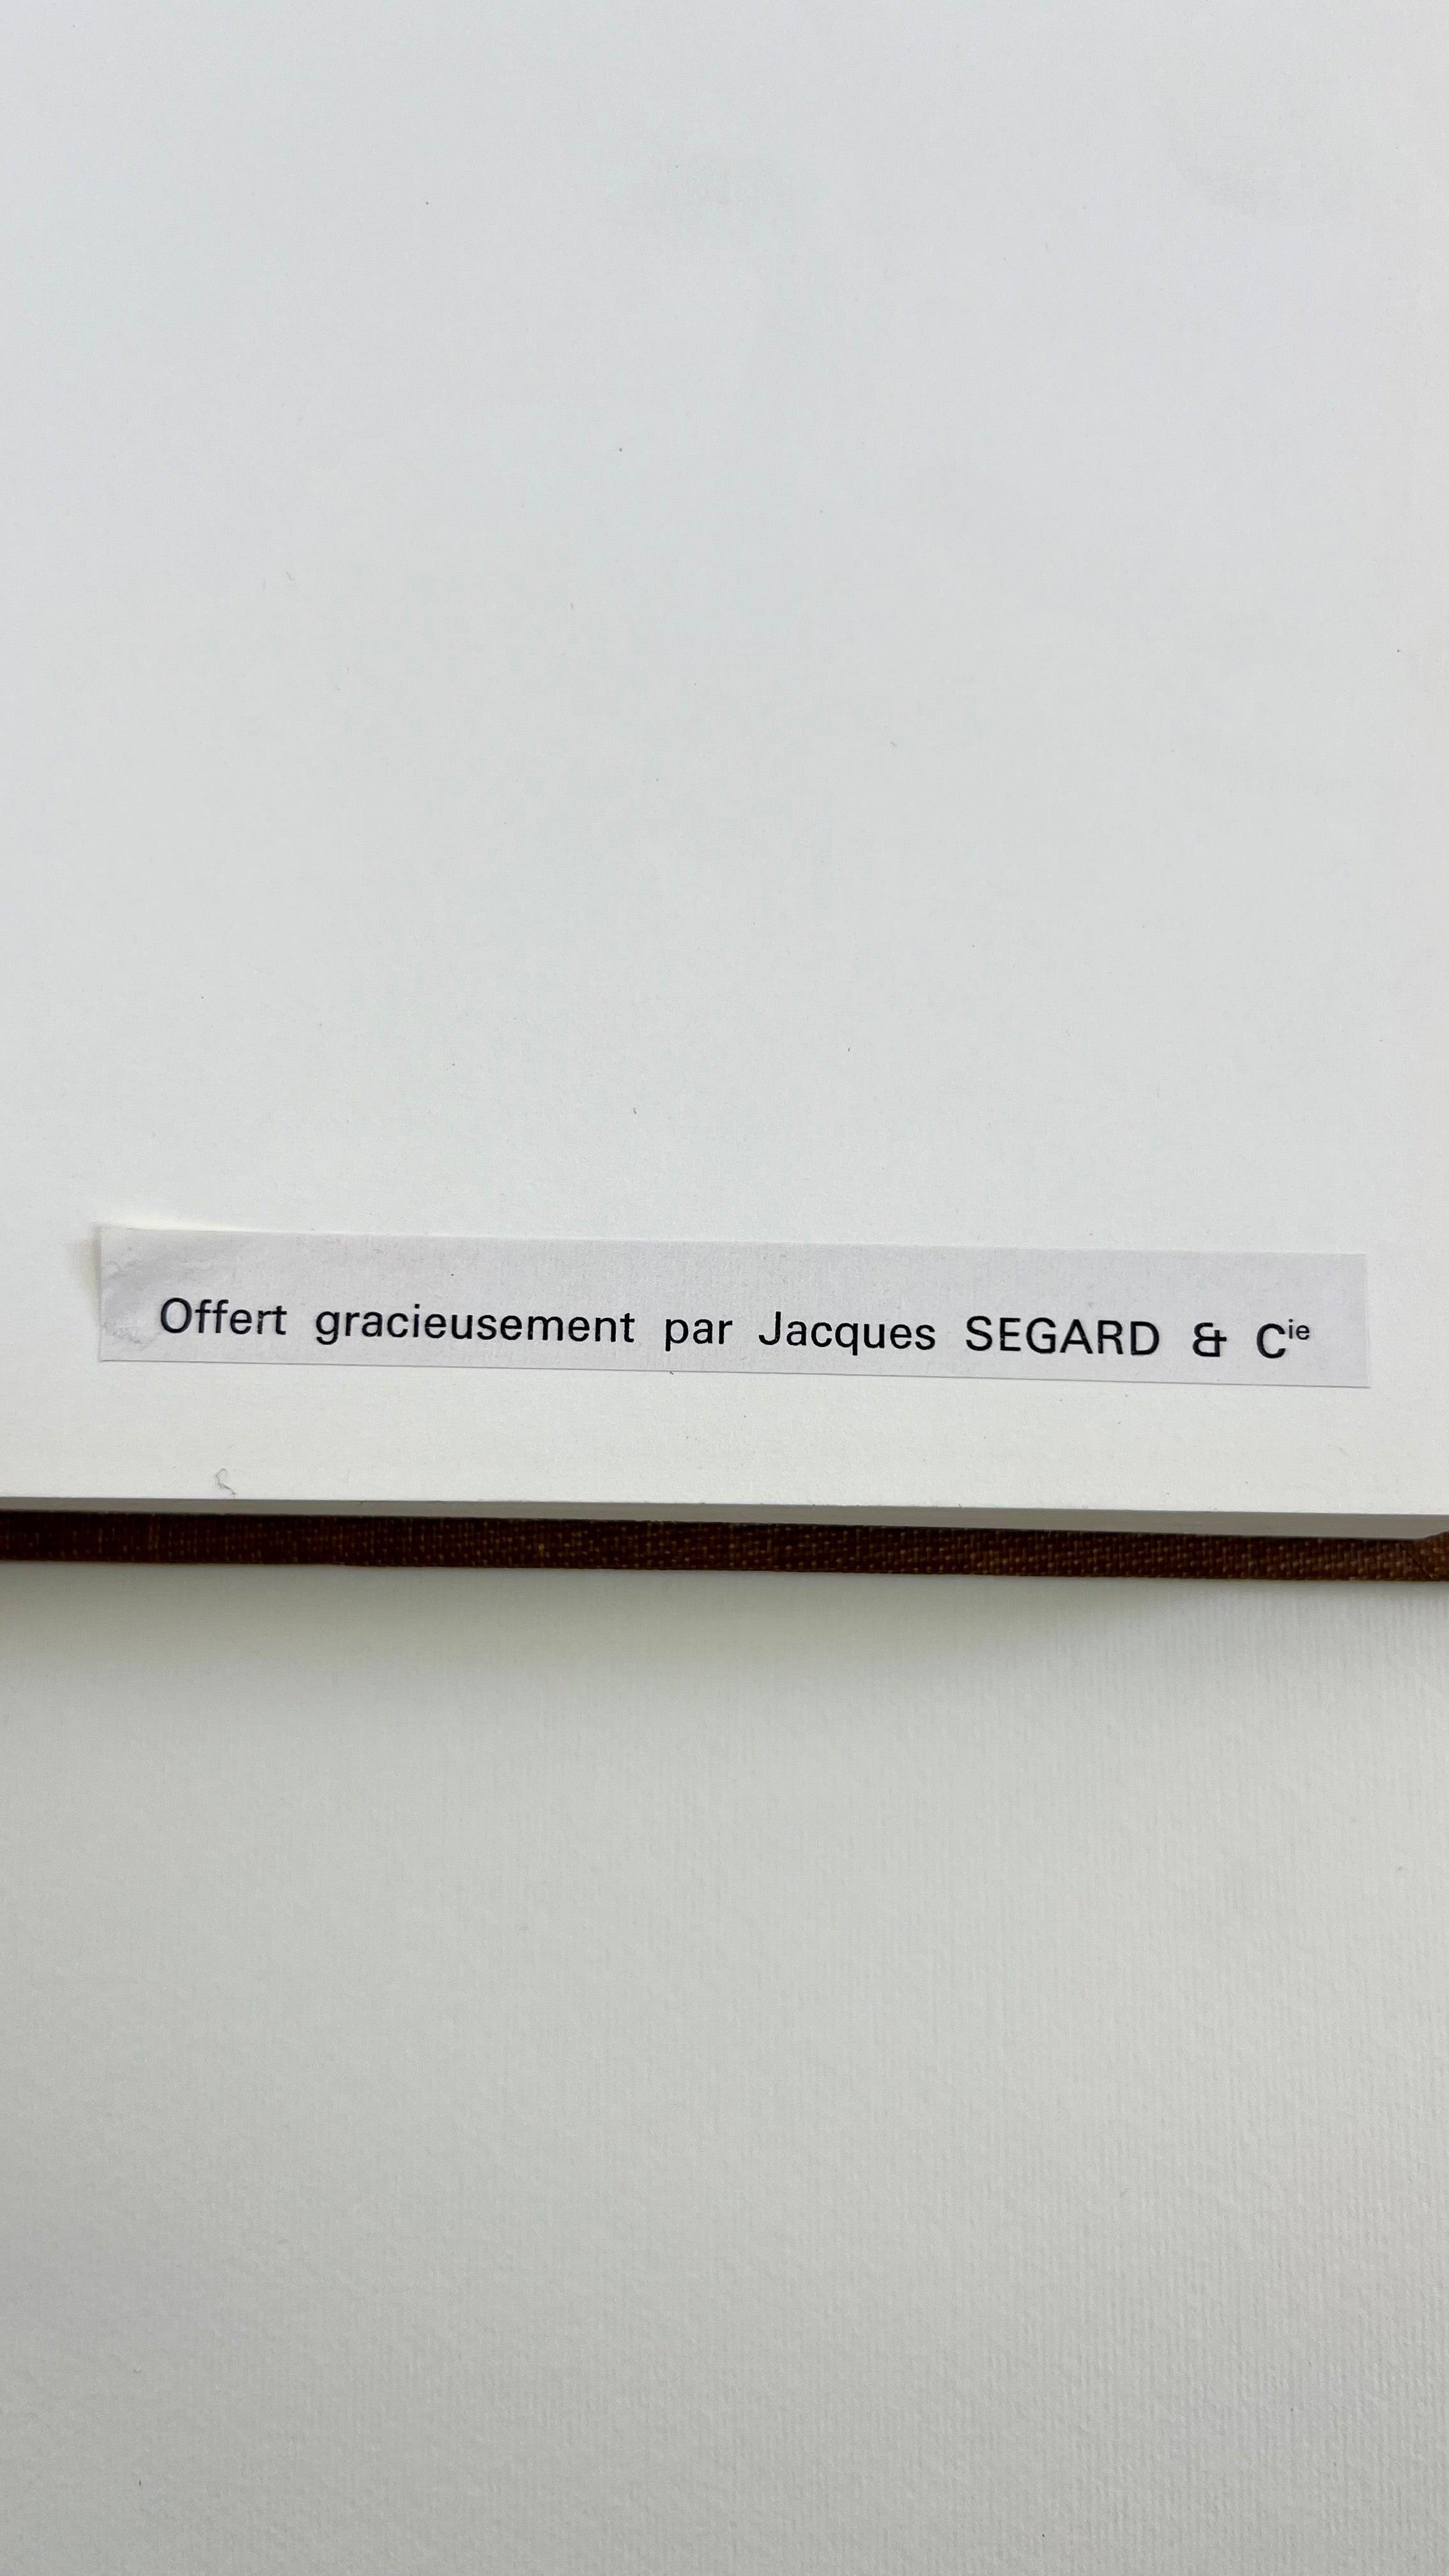 Offert gracieusement par Jacques SEGARD & Cie